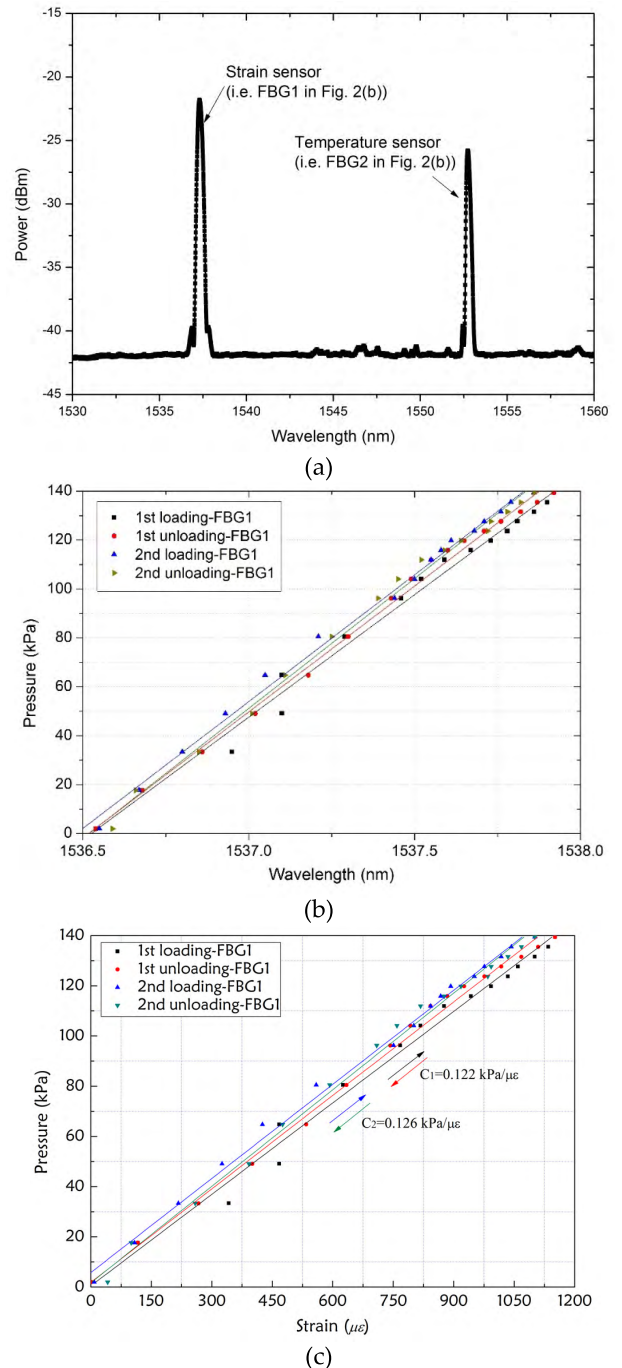 -15
-20
-25
-30
-35
-40
-45
Power (dBm)
Strain sensor
(i.e. FBG1 in Fig. 2(b))
Temperature sensor
(i.e. FBG2 in Fig. 2(b))
1530 1535 1540 1545 1550 1555 1560
Wavelength (nm)
(a)
140
120
100
80
60
40
20
0
Pressure (kPa)
1st loading-FBG1
1st unloading-FBG1
2nd loading-FBG1
2nd unloading-FBG1
1536.5 1537.0 1537.5 1538.0
Wavelength (nm)
(b)
140
120
100
80
60
40
20
0
Pressure (kPa)
1st loading-FBG1
1st unloading-FBG1
2nd loading-FBG1
2nd unloading-FBG1
C1=0.122 kPa/με
C2=0.126 kPa/με
0 150 300 450 600 750 900 1050 1200
Strain (με)
(c)